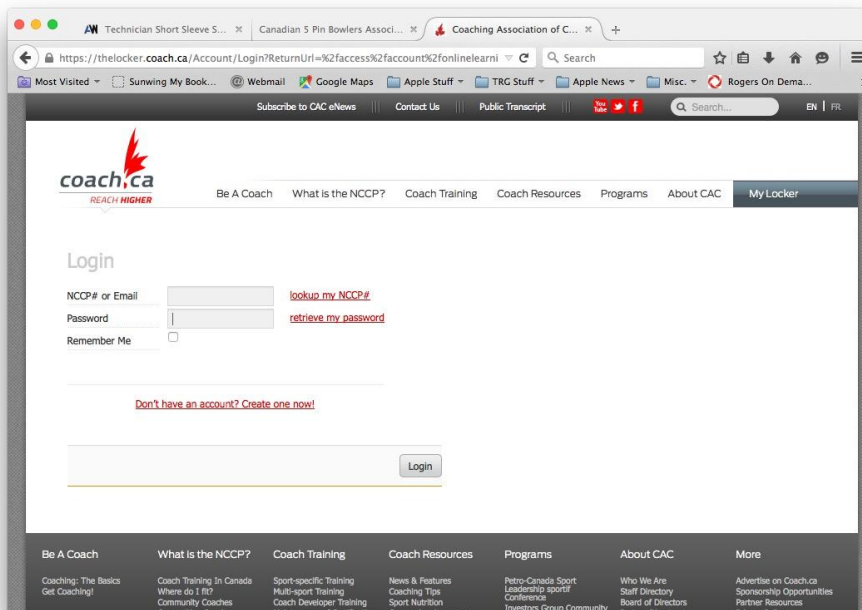 Technician Short Sleeve S...
Canadian 5 Pin Bowlers Associ...
Coaching Association of C...
https://thelocker.coach.ca/Account/Login?ReturnUrl=%2faccess%2faccount%2fonlinelearni
Search
Most Visited
Sunwing My Book...
Webmail
Google Maps
Apple Stuff
TRG Stuff
Apple News
Misc.
Rogers On Dema...
Subscribe to CAC eNews
Contact Us
Public Transcript
You Tube
Search...
EN | FR
coach.ca
REACH HIGHER
Be A Coach
What is the NCCP?
Coach Training
Coach Resources
Programs
About CAC
My Locker
Login
NCCP# or Email
lookup my NCCP#
Password
retrieve my password
Remember Me
Don't have an account? Create one now!
Login
Be A Coach
Coaching: The Basics
Get Coaching!
What is the NCCP?
Coach Training In Canada
Where do I fit?
Community Coaches
Coach Training
Sport-specific Training
Multi-sport Training
Coach Developer Training
Coach Resources
News & Features
Coaching Tips
Sport Nutrition
Programs
Petro-Canada Sport
Leadership sportif
Conference
Investors Group Community
About CAC
Who We Are
Staff Directory
Board of Directors
More
Advertise on Coach.ca
Sponsorship Opportunities
Partner Resources